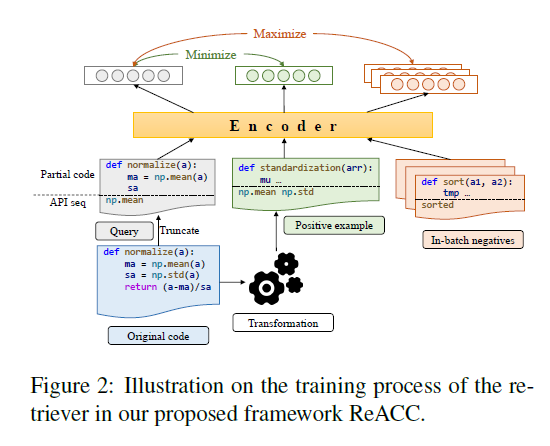 Maximize
Minimize
Encoder
Partial code
API seq
def normalize(a):
ma = np.mean(a)
sa
np.mean
def standardization(arr):
mu …
np.mean np.std
def sort(a1, a2):
tmp …
sorted
Query
Truncate
Positive example
In-batch negatives
def normalize(a):
ma = np.mean(a)
sa = np.std(a)
return (a-ma)/sa
Original code
Transformation
Figure 2: Illustration on the training process of the re-
triever in our proposed framework ReACC.